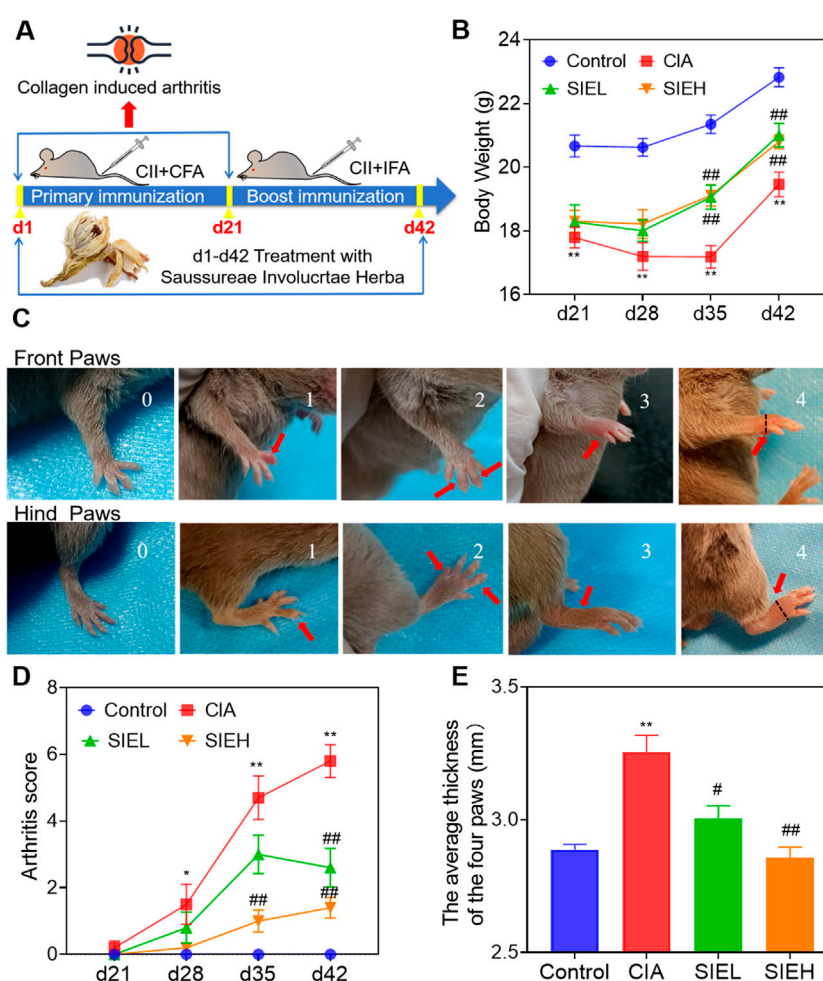 A
Collagen induced arthritis
CII+CFA
CII+IFA
Primary immunization
Boost immunization
d1
d21
d42
d1-d42 Treatment with
Saussureae Involucrtae Herba
B
Control
CIA
SIEL
SIEH
Body Weight (g)
24
22
20
18
16
##
##
##
##
**
**
**
**
d21
d28
d35
d42
C
Front Paws
0
1
2
3
4
Hind Paws
0
1
2
3
4
D
Control
CIA
SIEL
SIEH
Arthritis score
8
6
4
2
0
*
**
**
##
##
##
d21
d28
d35
d42
E
The average thickness
of the four paws (mm)
3.5
3.0
2.5
**
#
##
Control
CIA
SIEL
SIEH